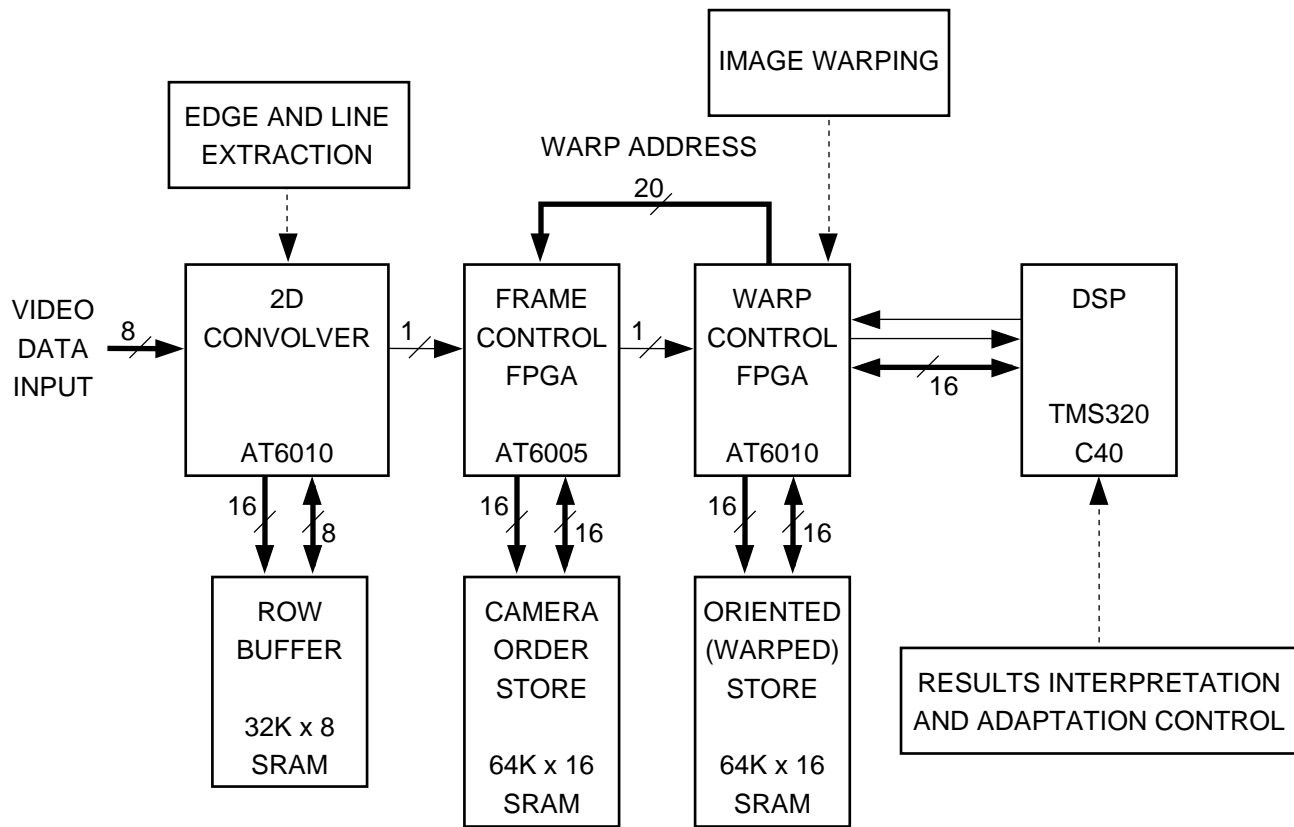 IMAGE WARPING
EDGE AND LINE
EXTRACTION
WARP ADDRESS
20
VIDEO
DATA
INPUT
8
2D
CONVOLVER
AT6010
1
FRAME
CONTROL
FPGA
AT6005
1
WARP
CONTROL
FPGA
AT6010
16
DSP
TMS320
C40
16
8
16
16
16
16
ROW
BUFFER
32K x 8
SRAM
CAMERA
ORDER
STORE
64K x 16
SRAM
ORIENTED
(WARPED)
STORE
64K x 16
SRAM
RESULTS INTERPRETATION
AND ADAPTATION CONTROL